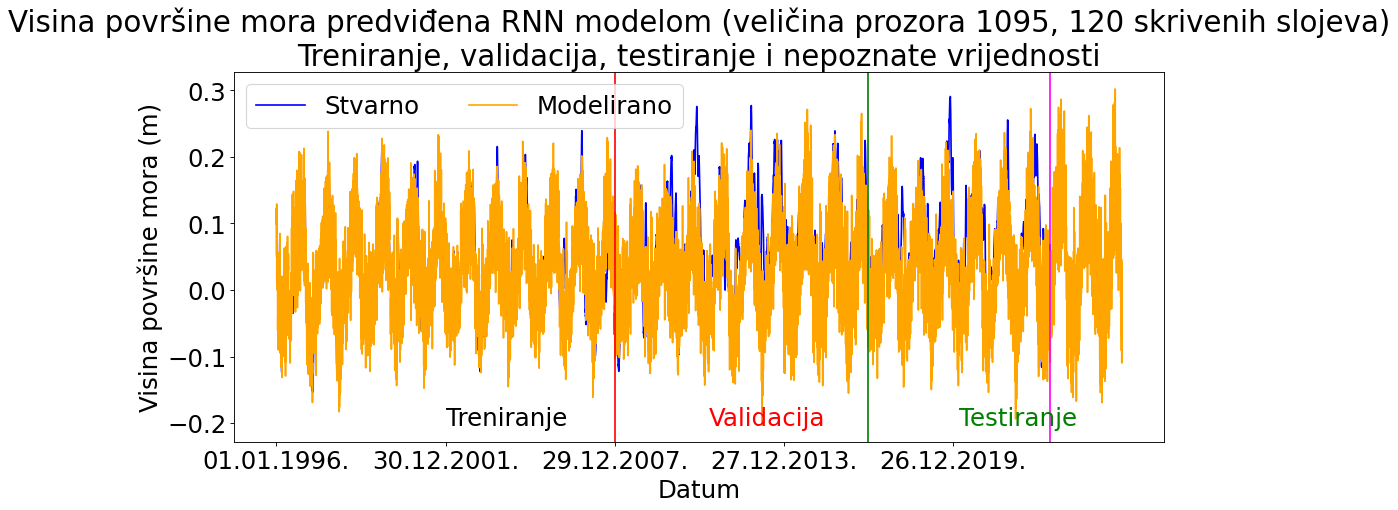 Visina površine mora predviđena RNN modelom (veličina prozora 1095, 120 skrivenih slojeva)
Treniranje, validacija, testiranje i nepoznate vrijednosti
Stvarno Modelirano
Visina površine mora (m)
0.3
0.2
0.1
0.0
−0.1
−0.2
Treniranje Validacija Testiranje
01.01.1996. 30.12.2001. 29.12.2007. 27.12.2013. 26.12.2019.
Datum